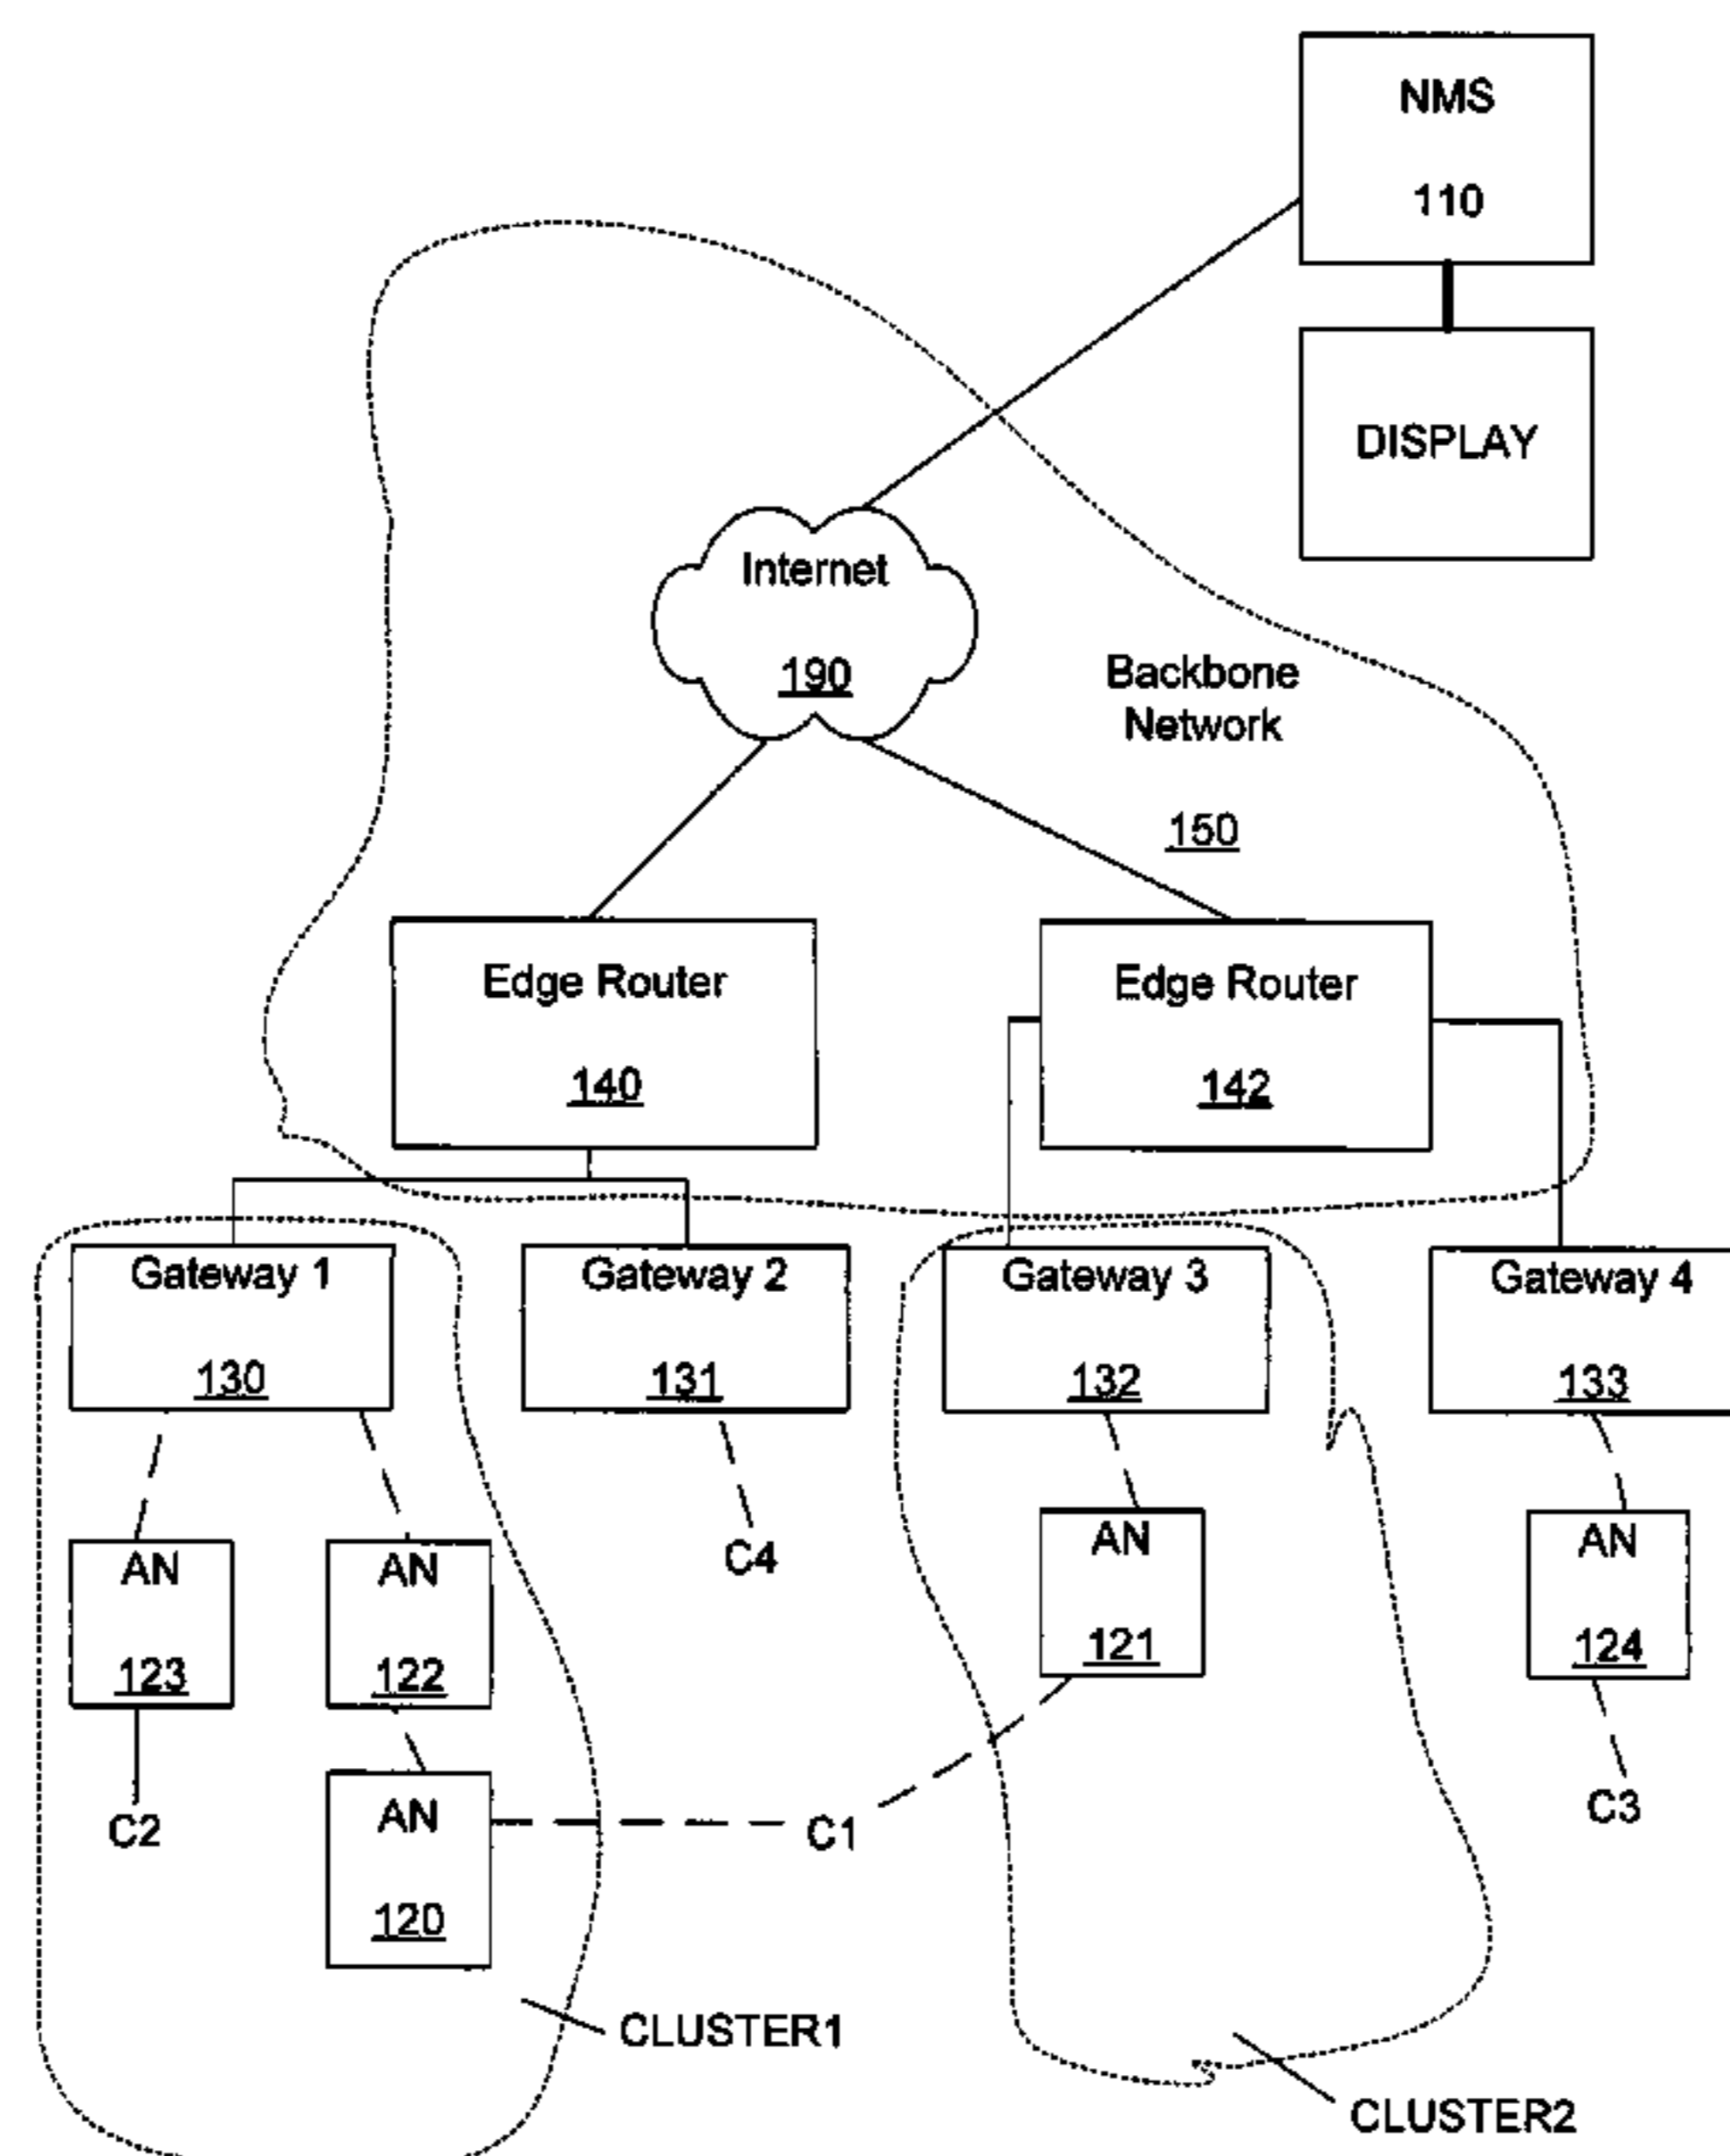 NMS
110
DISPLAY
Internet
190
Backbone
Network
150
Edge Router
140
Edge Router
142
Gateway 1
130
Gateway 2
131
Gateway 3
132
Gateway 4
133
AN
123
AN
122
C4
AN
121
AN
124
C2
AN
120
C1
C3
CLUSTER1
CLUSTER2